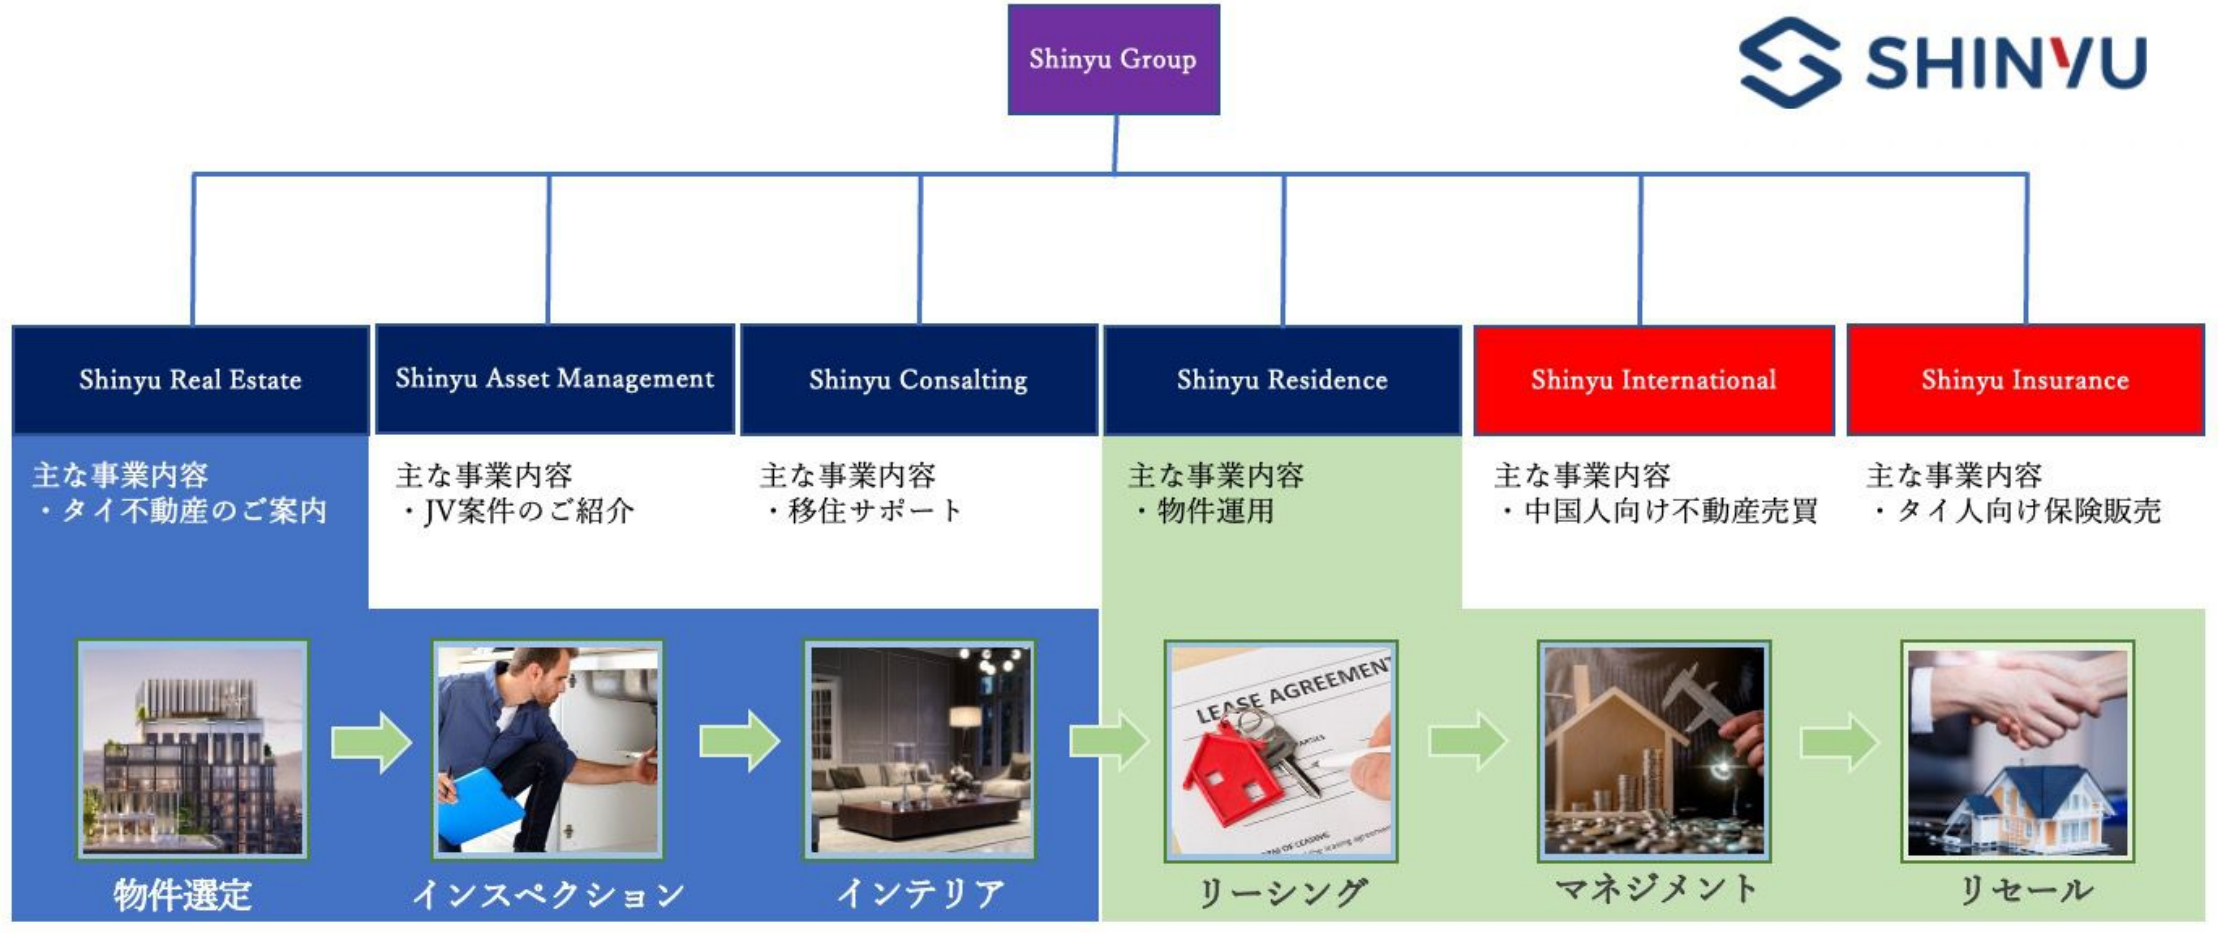 Shinyu Group
SHINYU
Shinyu Real Estate
Shinyu Asset Management
Shinyu Consalting
Shinyu Residence
Shinyu International
Shinyu Insurance
主な事業内容
・タイ不動産のご案内
主な事業内容
・JV案件のご紹介
主な事業内容
・移住サポート
主な事業内容
・物件運用
主な事業内容
・中国人向け不動産売買
主な事業内容
・タイ人向け保険販売
LEASE AGREEMENT
PARTIES
OF LEASING
the leasing agreement
物件選定
インスペクション
インテリア
リーシング
マネジメント
リセール